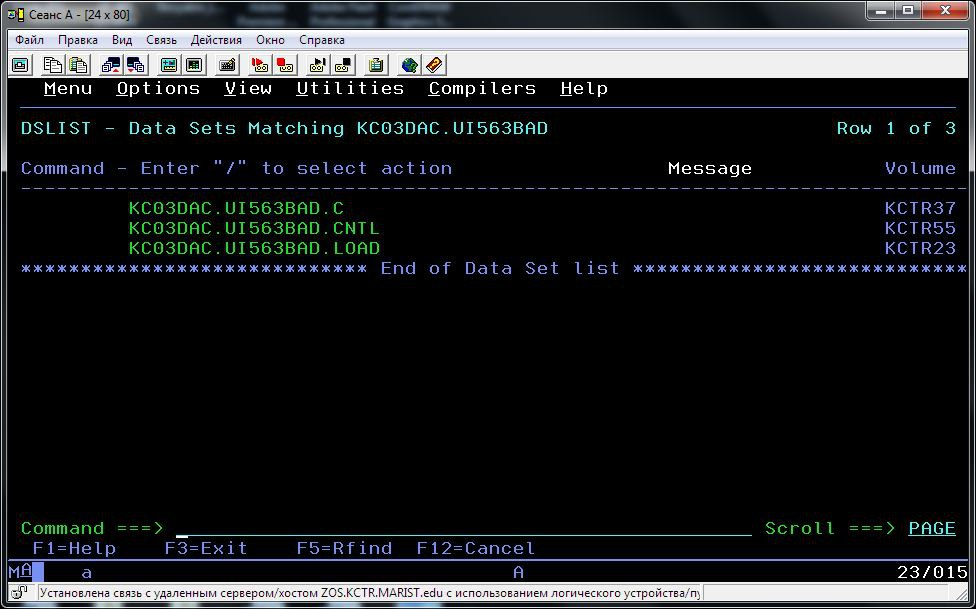 Сеанс A - [24 x 80]
Файл Правка Вид Связь Действия Окно Справка
Menu Options View Utilities Compilers Help
DSLIST - Data Sets Matching KC03DAC.UI563BAD Row 1 of 3
Command - Enter "/" to select action Message Volume
-------------------------------------------------------------------------------
KC03DAC.UI563BAD.C KCTR37
KC03DAC.UI563BAD.CNTL KCTR55
KC03DAC.UI563BAD.LOAD KCTR23
***************************** End of Data Set list ****************************
Command ===> Scroll ===> PAGE
F1=Help F3=Exit F5=Rfind F12=Cancel
MA a A 23/015
Установлена связь с удаленным сервером/хостом ZOS.KCTR.MARIST.edu с использованием логического устройства/пу